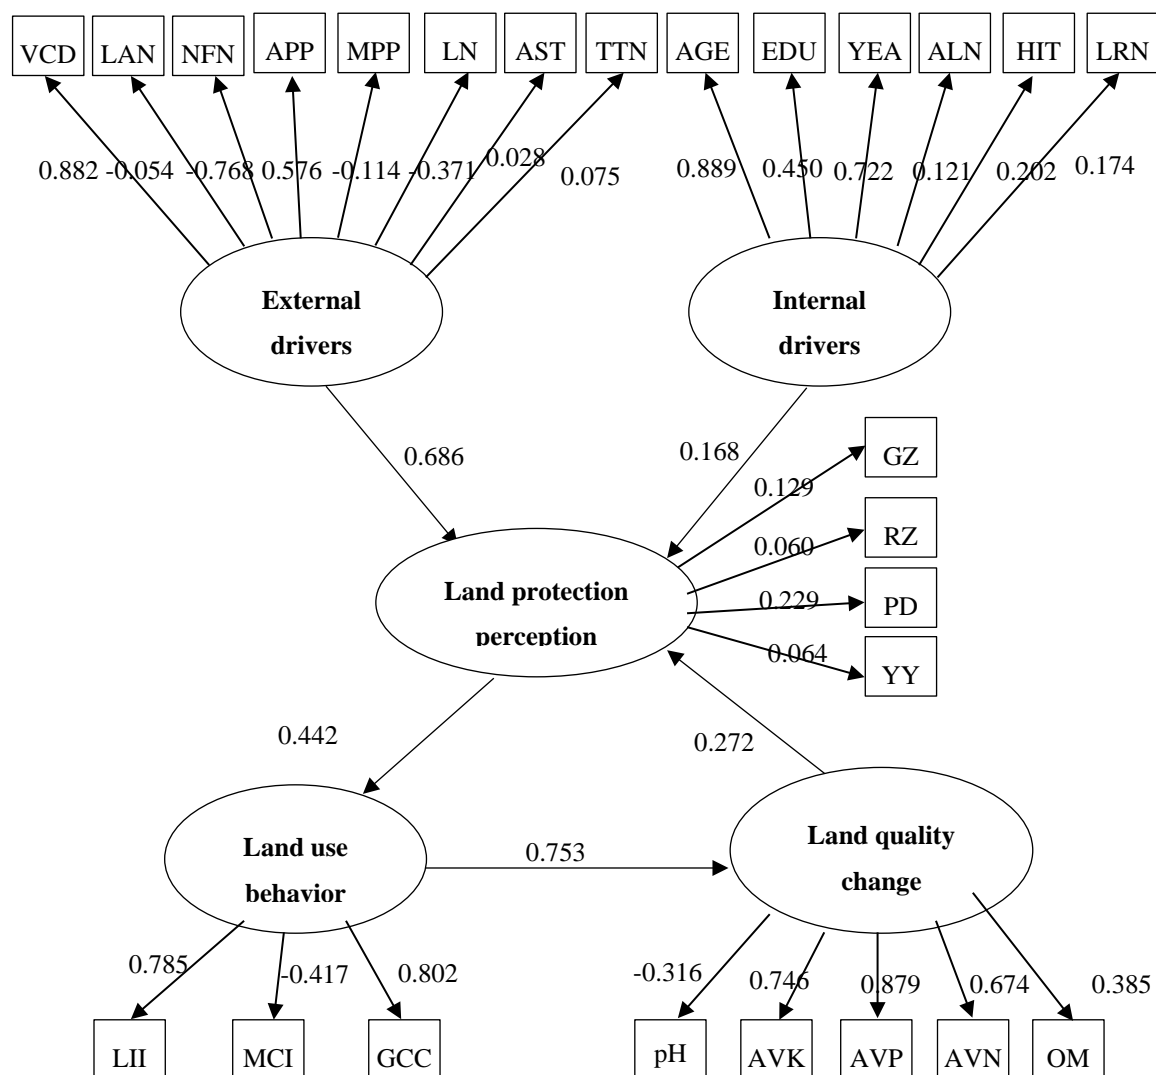 VCD LAN NFN APP MPP LN AST TTN AGE EDU YEA ALN HIT LRN
0.882 -0.054 -0.768 0.576 -0.114 -0.371 0.028 0.075 0.889 0.450 0.722 0.121 0.202 0.174
External
drivers
Internal
drivers
0.686
0.168
GZ
0.129
RZ
0.060
PD
0.229
YY
0.064
Land protection
perception
0.442
0.272
Land use
behavior
0.753
Land quality
change
0.785 -0.417 0.802
-0.316 0.746 0.879 0.674 0.385
LII MCI GCC
pH AVK AVP AVN OM